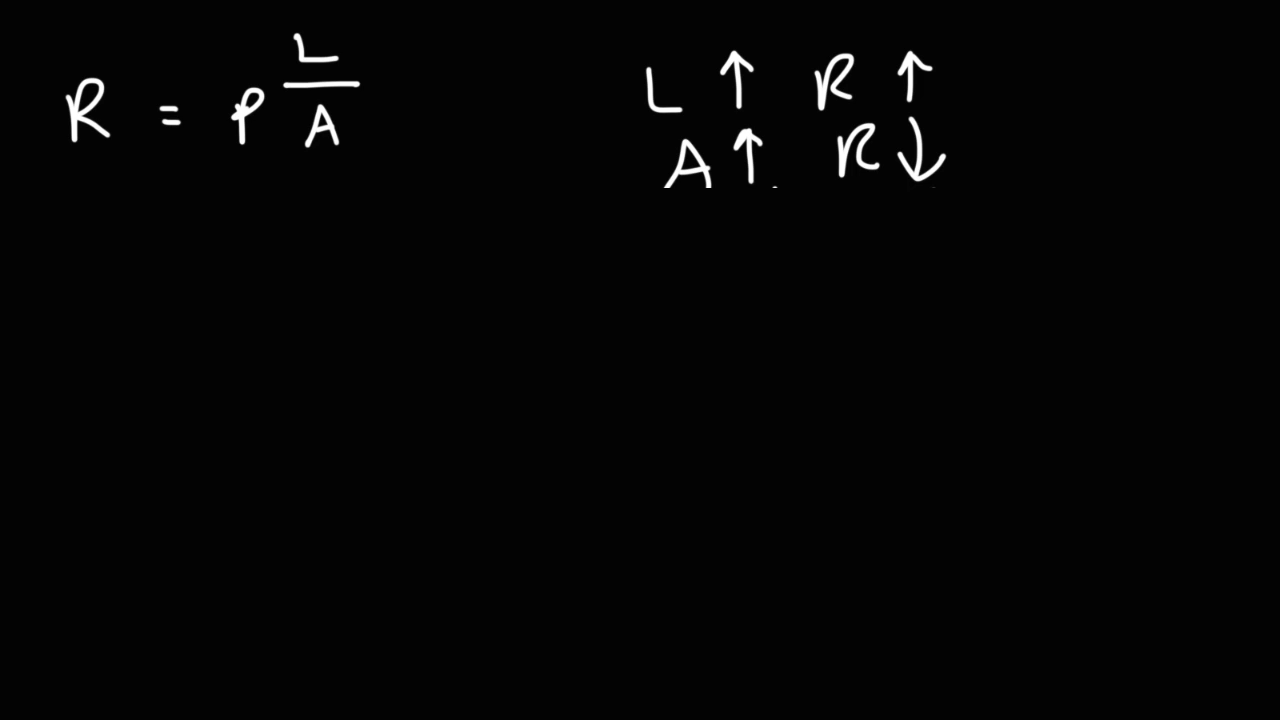 R = ρ L/A
L ↑ R ↑
A ↑ R ↓